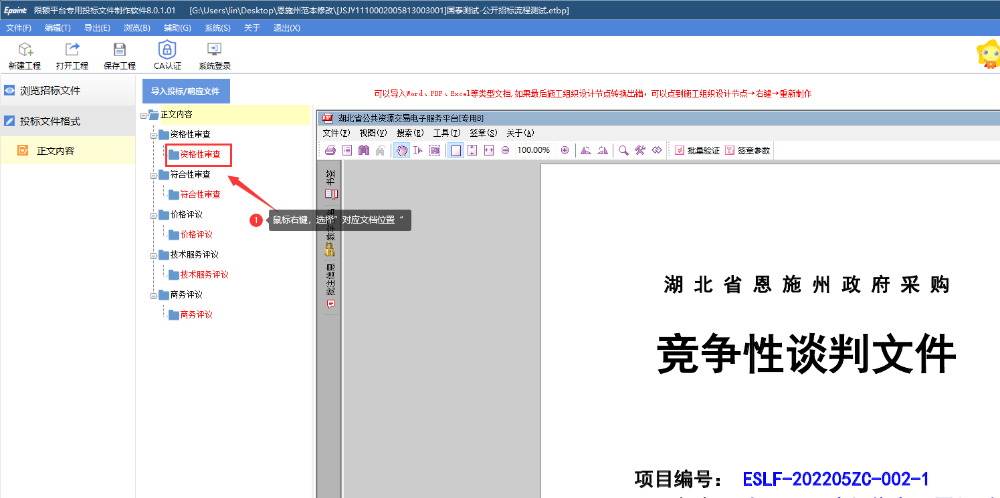 Epoint 限额平台专用投标文件制作软件8.0.1.01 [G:\Users\lin\Desktop\恩施州范本修改\[JSJY1110002005813003001]国泰测试-公开招标流程测试.etbp]
文件(F) 编辑(T) 导出(E) 浏览(B) 辅助(G) 系统(S) 关于 退出(X)
新建工程 打开工程 保存工程 CA认证 系统登录
浏览招标文件
投标文件格式
正文内容
导入投标/响应文件
可以导入Word、PDF、Excel等类型文档,如果最后施工组织设计节点转换出错，可以点到施工组织设计节点→右键→重新制作
正文内容
资格性审查
资格性审查
符合性审查
符合性审查
价格评议
价格评议
技术服务评议
技术服务评议
商务评议
商务评议
1 鼠标右键，选择”对应文档位置“
PDF 湖北省公共资源交易电子服务平台[专用B]
文件(F) 视图(V) 搜索(E) 工具(T) 签章(S) 关于(A)
100.00% 批量验证 签章参数
书签
数字
批注信息
湖北省恩施州政府采购
竞争性谈判文件
项目编号： ESLF-202205ZC-002-1